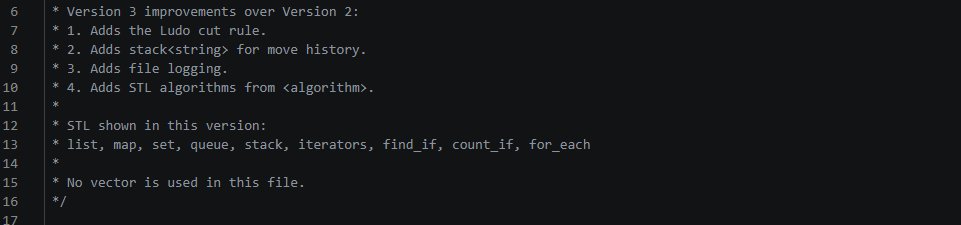 6 * Version 3 improvements over Version 2:
7 * 1. Adds the Ludo cut rule.
8 * 2. Adds stack<string> for move history.
9 * 3. Adds file logging.
10 * 4. Adds STL algorithms from <algorithm>.
11 *
12 * STL shown in this version:
13 * list, map, set, queue, stack, iterators, find_if, count_if, for_each
14 *
15 * No vector is used in this file.
16 */
17